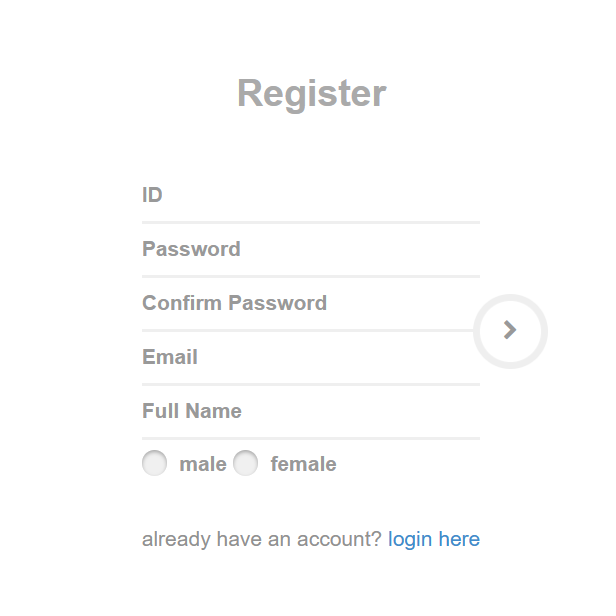 Register
ID
Password
Confirm Password
Email
Full Name
male female
already have an account? login here